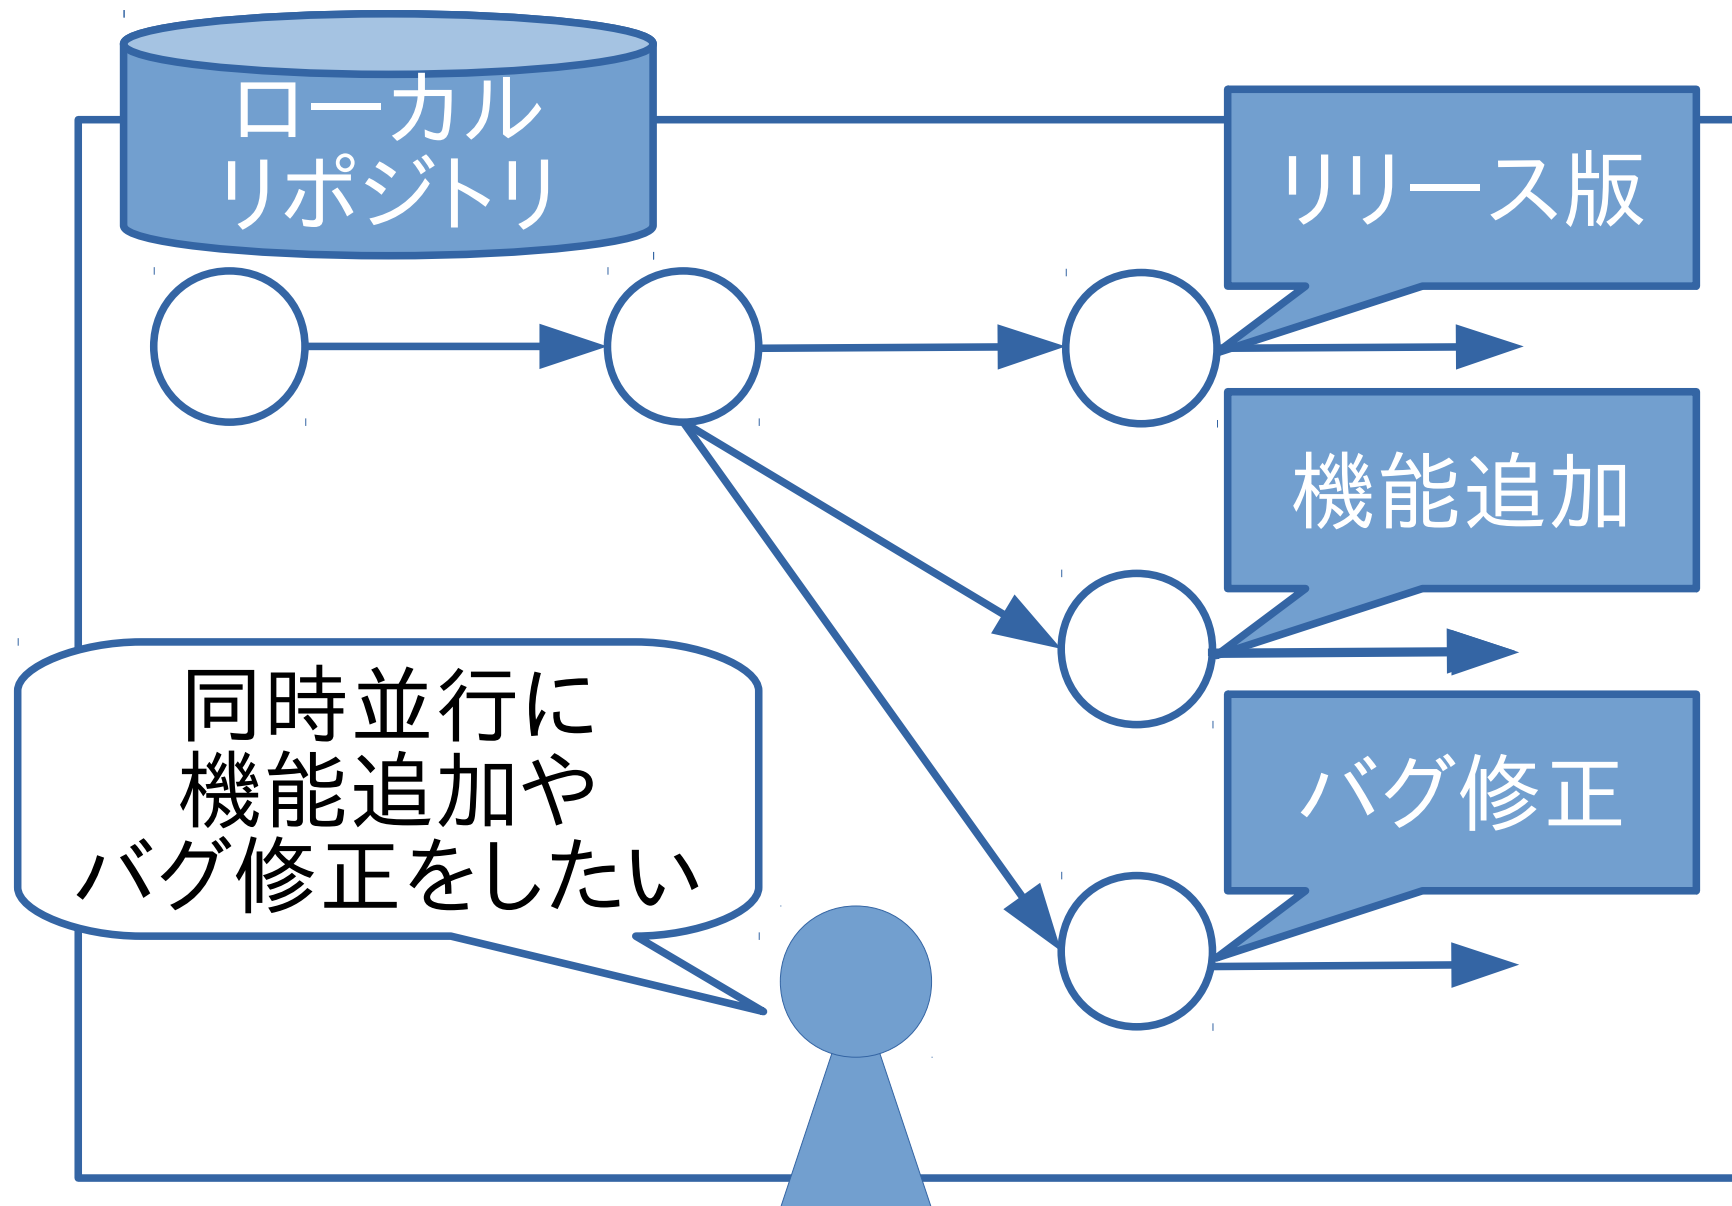 ローカル
リポジトリ
リリース版
機能追加
同時並行に
機能追加や
バグ修正をしたい
バグ修正